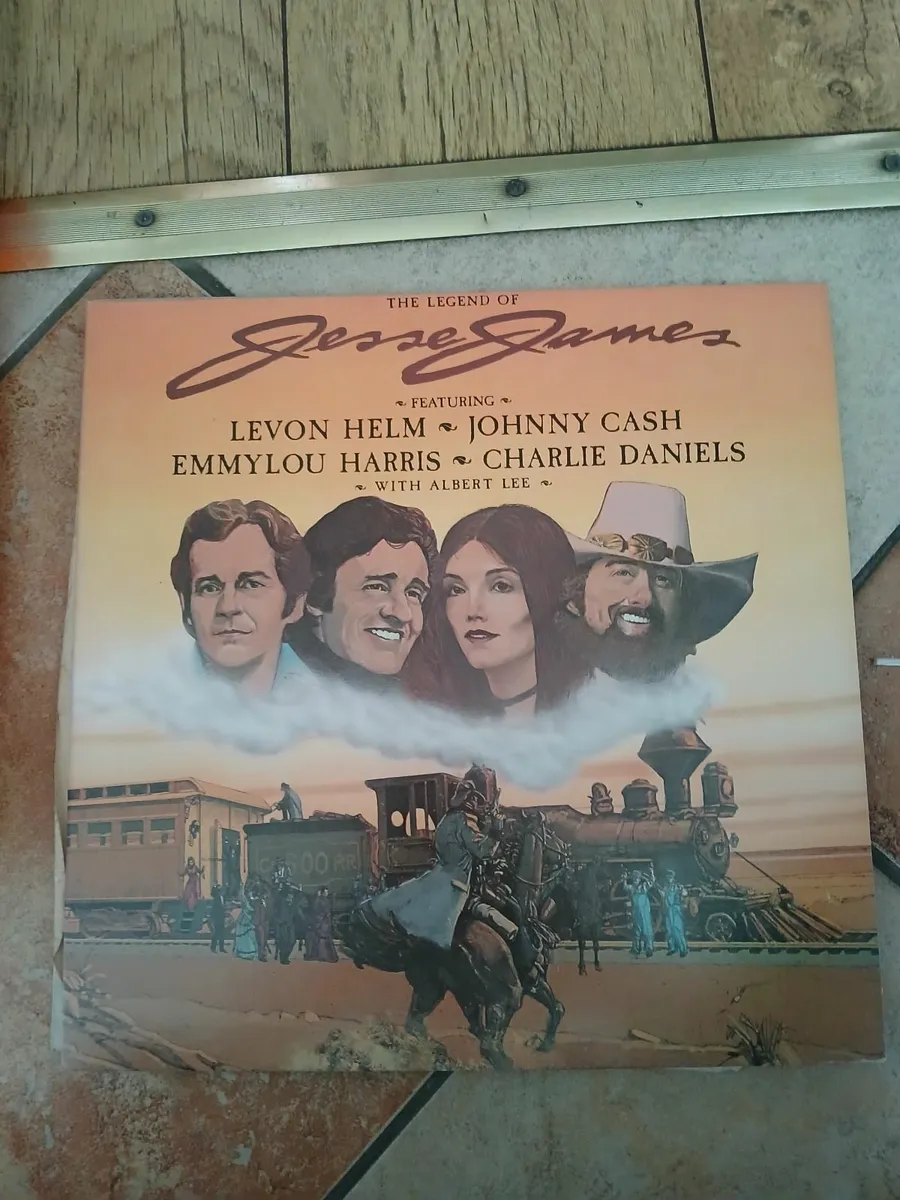 THE LEGEND OF
Jesse James
~ FEATURING ~
LEVON HELM ~ JOHNNY CASH
EMMYLOU HARRIS ~ CHARLIE DANIELS
~ WITH ALBERT LEE ~